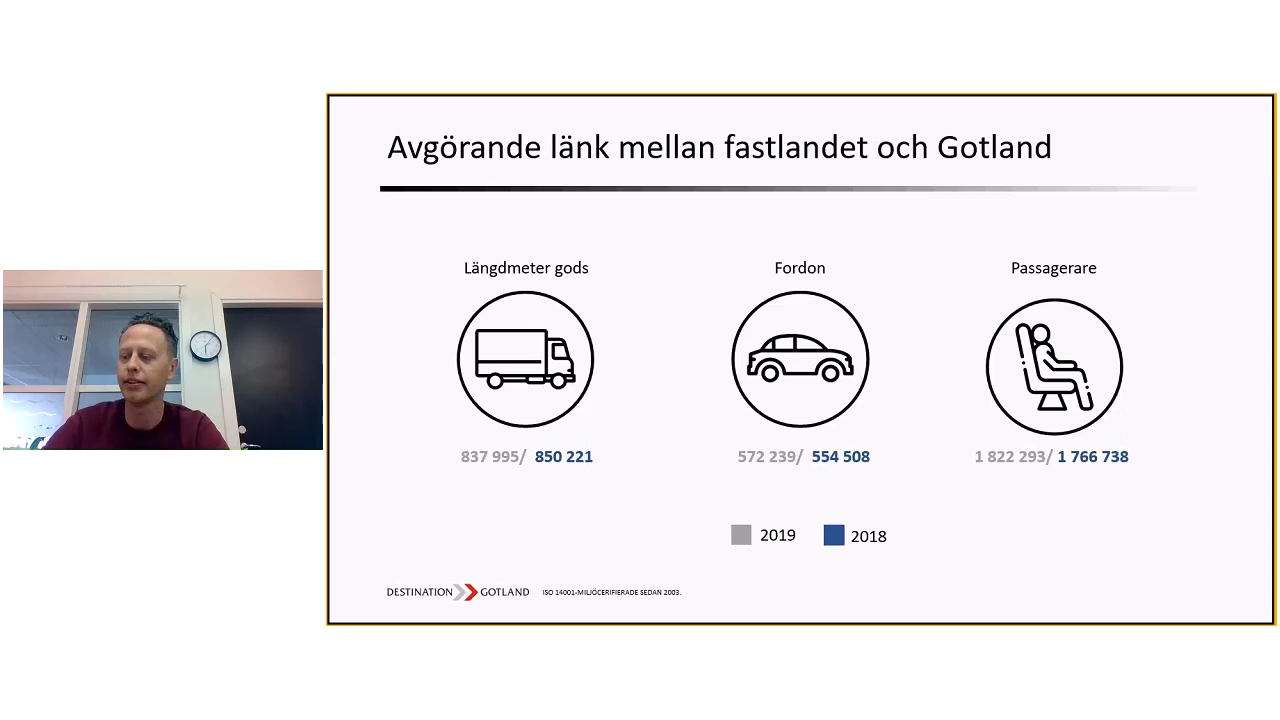 Avgörande länk mellan fastlandet och Gotland
Längdmeter gods
Fordon
Passagerare
837 995/ 850 221
572 239/ 554 508
1 822 293/ 1 766 738
2019
2018
DESTINATION GOTLAND
ISO 14001-MILJÖCERIFIERADE SEDAN 2003.